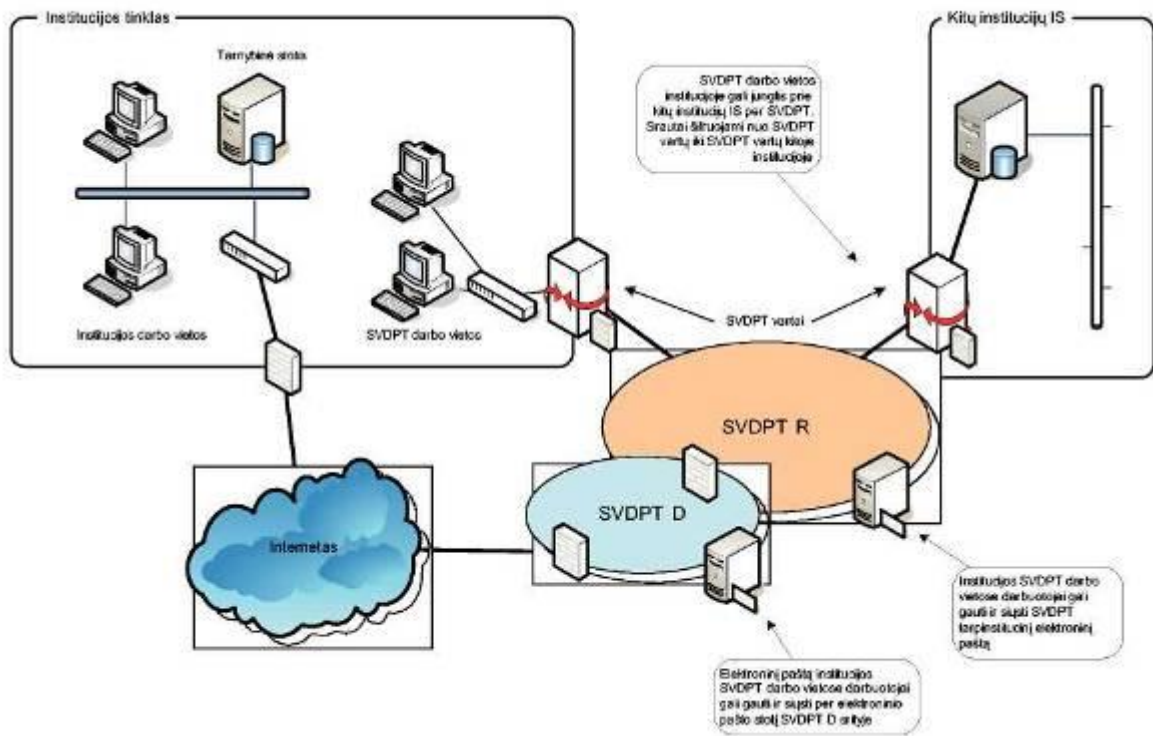 Institucijos tinklas
Kitų institucijų IS
Tarnybinė stotis
SVDPT darbo vietos
institucijoje gali jungtis prie
kitų institucijų IS per SVDPT.
Srautai šifruojami nuo SVDPT
vartų iki SVDPT vartų kitoje
institucijoje
Institucijos darbo vietos
SVDPT darbo vietos
SVDPT vartai
SVDPT R
SVDPT D
Internetas
Institucijos SVDPT darbo
vietose darbuotojai gali
gauti ir siųsti SVDPT
tarpinstitucinį elektroninį
paštą
Elektroninį paštą institucijos
SVDPT darbo vietose darbuotojai
gali gauti ir siųsti per elektroninio
pašto stotį SVDPT D srityje